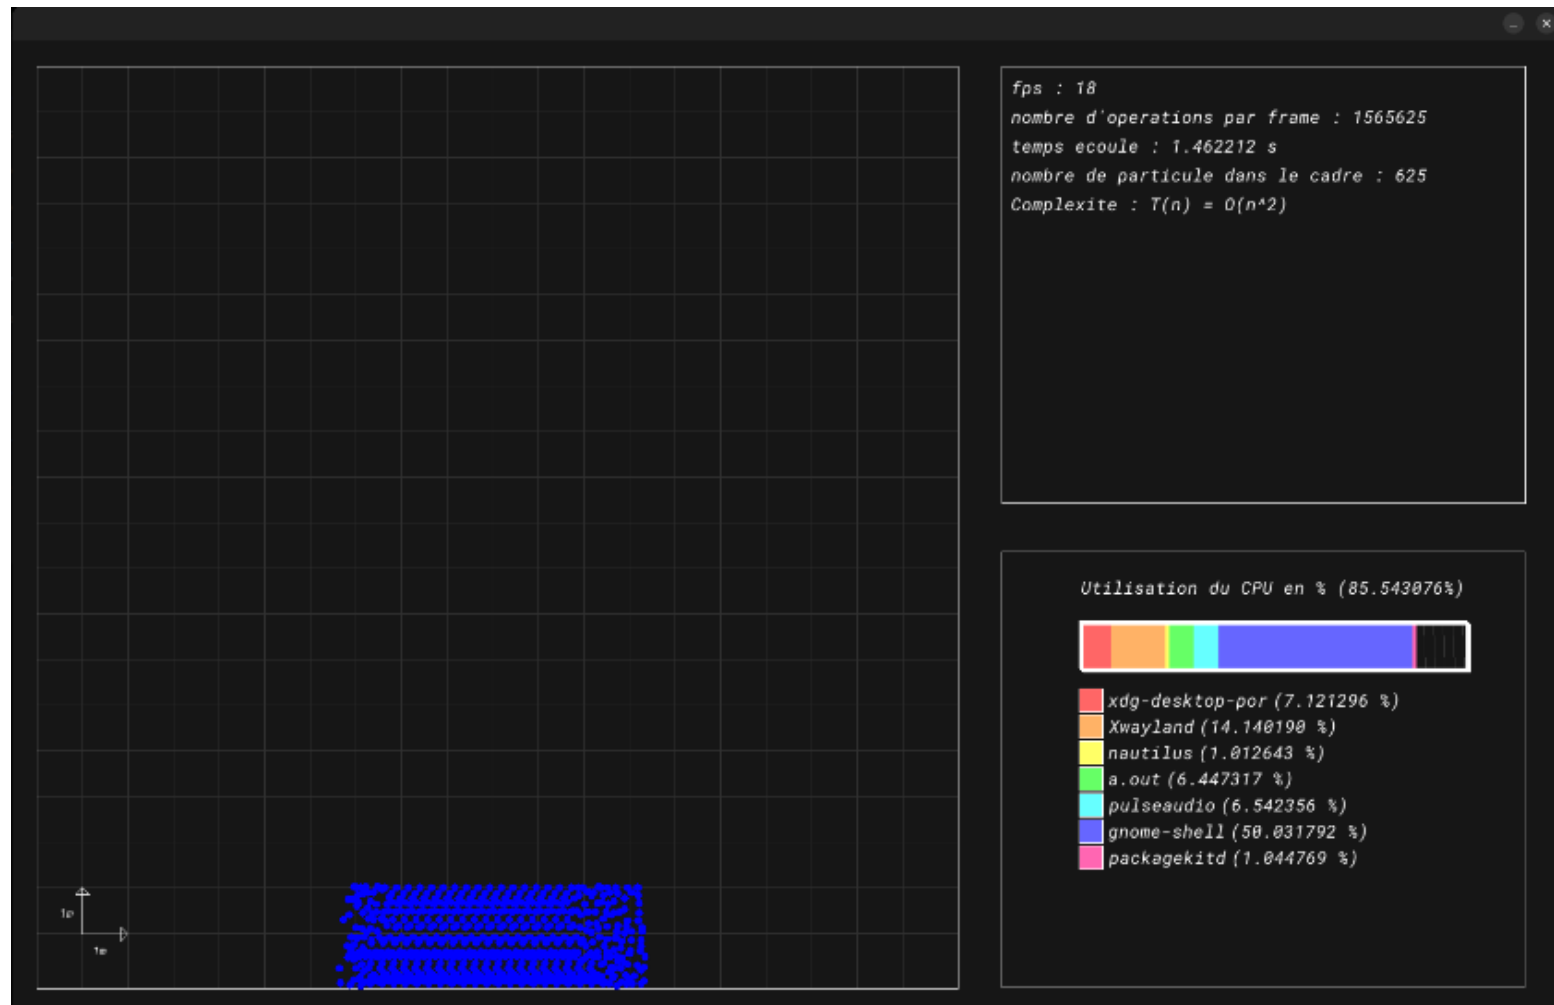 fps : 18
nombre d'operations par frame : 1565625
temps ecoule : 1.462212 s
nombre de particule dans le cadre : 625
Complexite : T(n) = O(n^2)
Utilisation du CPU en % (85.543076%)
xdg-desktop-por (7.121296 %)
Xwayland (14.140190 %)
nautilus (1.012643 %)
a.out (6.447317 %)
pulseaudio (6.542356 %)
gnome-shell (50.031792 %)
packagekitd (1.044769 %)